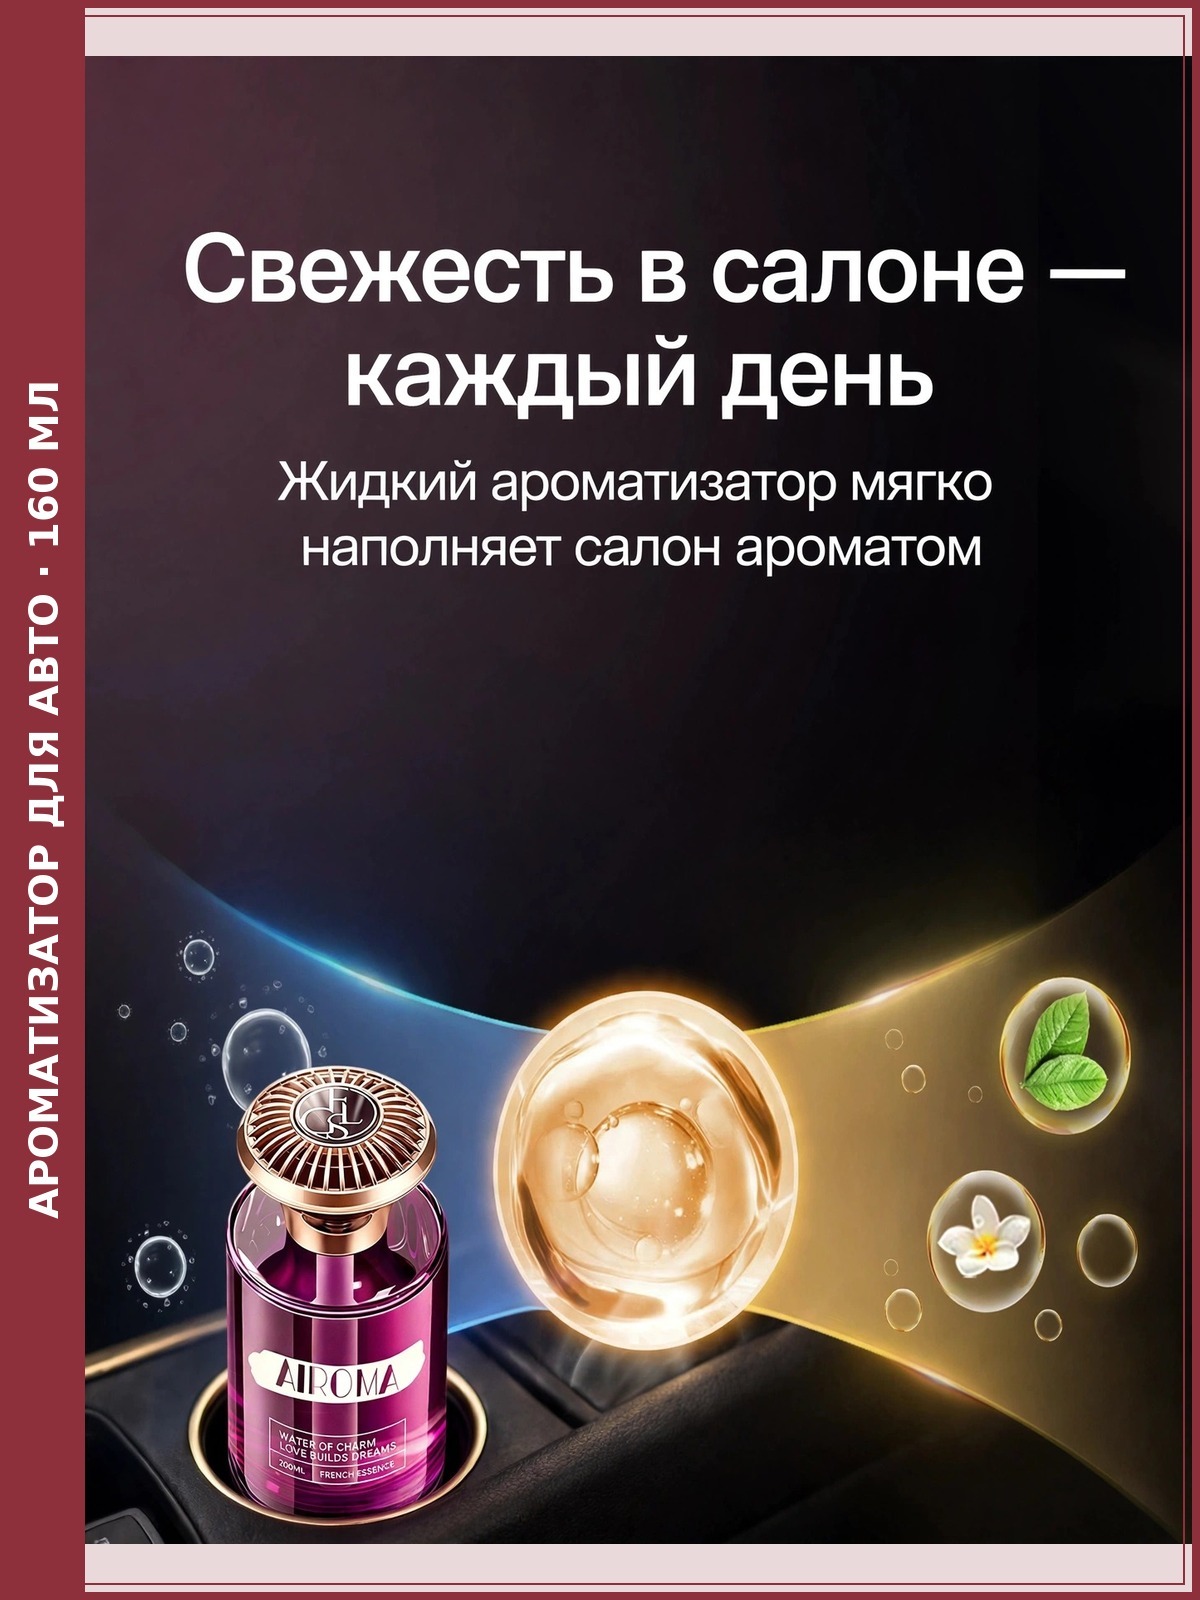 АРОМАТИЗАТОР ДЛЯ АВТО · 160 МЛ
Свежесть в салоне —
каждый день
Жидкий ароматизатор мягко
наполняет салон ароматом
AIROMA
WATER OF CHARM
LOVE BUILDS DREAMS
200ML FRENCH ESSENCE